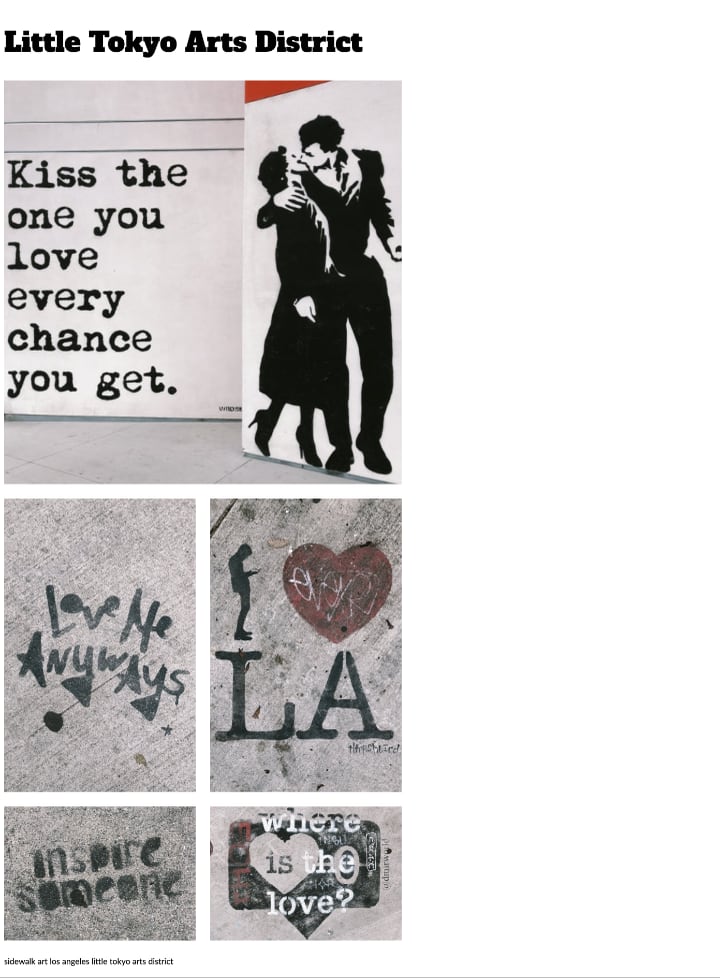 Little Tokyo Arts District
Kiss the
one you
love
every
chance
you get.
Love Me
Anyways
LA
inspire
someone
where
is the
love?
sidewalk art los angeles little tokyo arts district